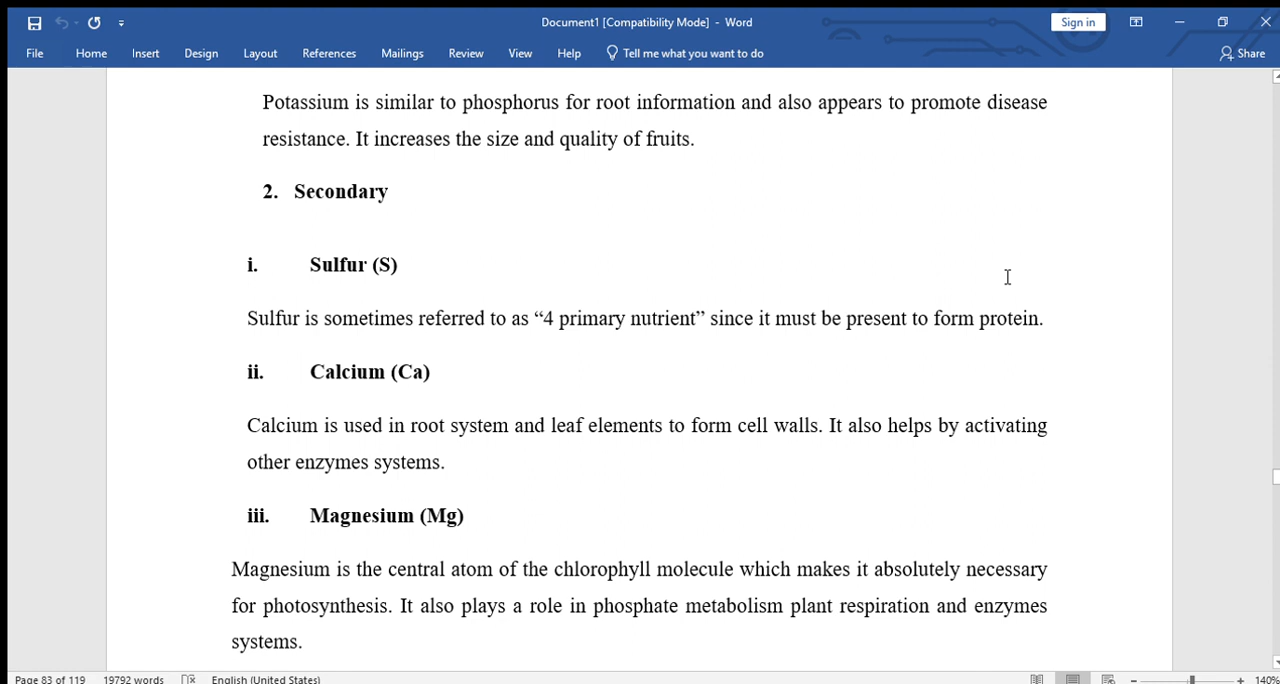 Document1 [Compatibility Mode] - Word
Sign in
File Home Insert Design Layout References Mailings Review View Help Tell me what you want to do Share
Potassium is similar to phosphorus for root information and also appears to promote disease
resistance. It increases the size and quality of fruits.
2. Secondary
i. Sulfur (S)
Sulfur is sometimes referred to as “4 primary nutrient” since it must be present to form protein.
ii. Calcium (Ca)
Calcium is used in root system and leaf elements to form cell walls. It also helps by activating
other enzymes systems.
iii. Magnesium (Mg)
Magnesium is the central atom of the chlorophyll molecule which makes it absolutely necessary
for photosynthesis. It also plays a role in phosphate metabolism plant respiration and enzymes
systems.
Page 83 of 119 19792 words English (United States) 140%